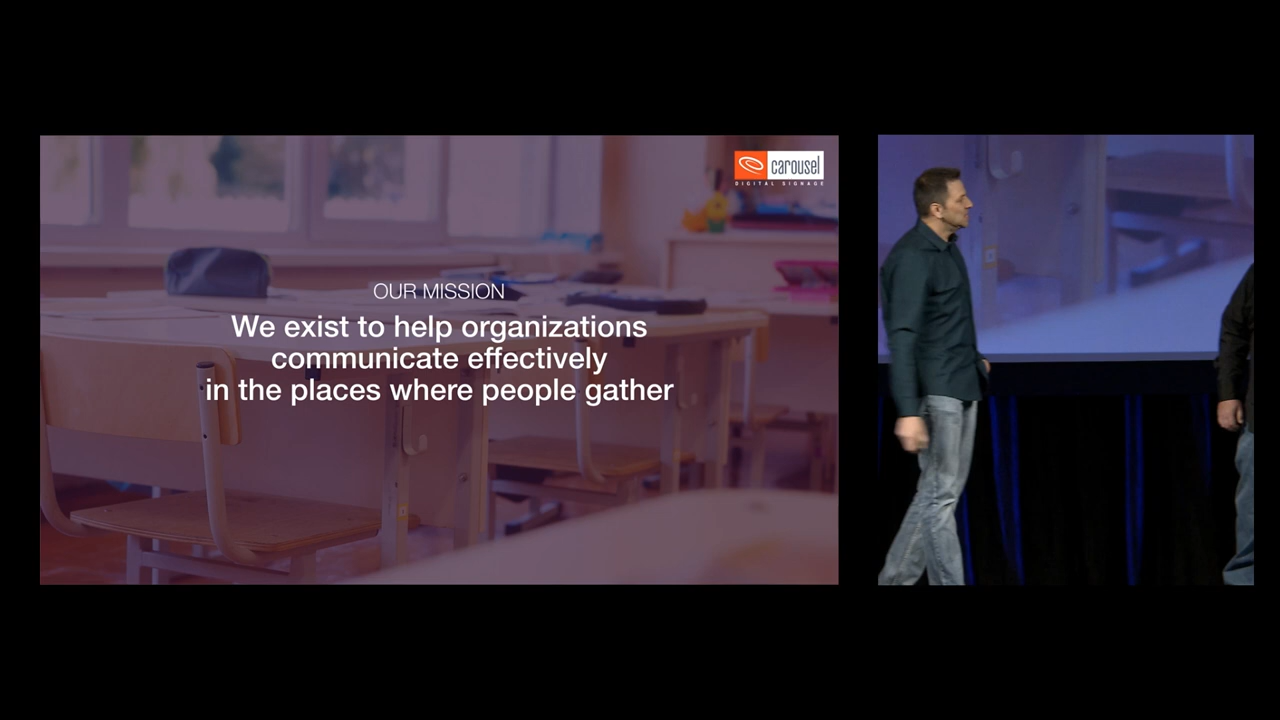 carousel
DIGITAL SIGNAGE
OUR MISSION
We exist to help organizations
communicate effectively
in the places where people gather